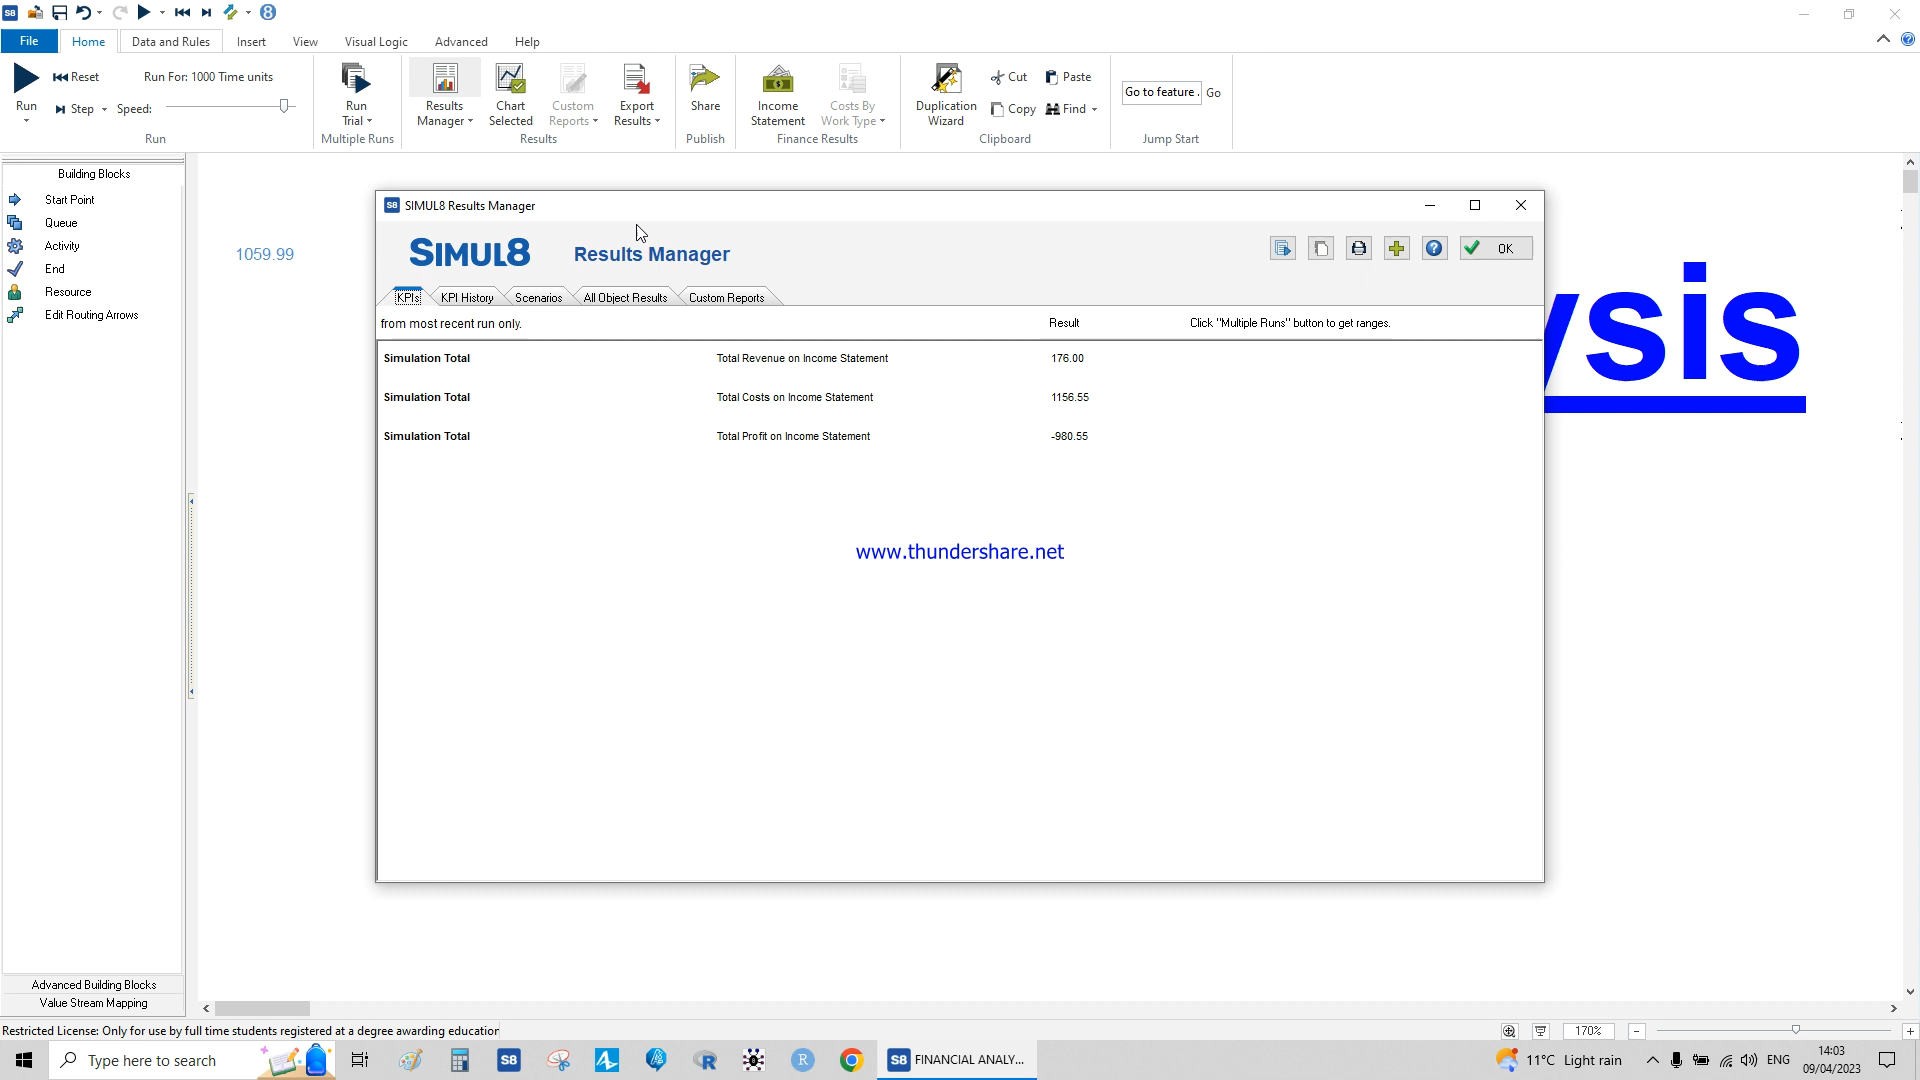 File Home Data and Rules Insert View Visual Logic Advanced Help
Run Reset Run For: 1000 Time units
Step Speed:
Run
Run Trial
Multiple Runs
Results Manager
Chart Selected
Custom Reports
Export Results
Results
Share
Publish
Income Statement
Costs By Work Type
Finance Results
Duplication Wizard
Cut Paste
Copy Find
Clipboard
Go to feature . Go
Jump Start
Building Blocks
Start Point
Queue
Activity
End
Resource
Edit Routing Arrows
Advanced Building Blocks
Value Stream Mapping
1059.99
ysis
S8 SIMUL8 Results Manager
SIMUL8 Results Manager
OK
KPIs KPI History Scenarios All Object Results Custom Reports
from most recent run only. Result Click "Multiple Runs" button to get ranges.
Simulation Total Total Revenue on Income Statement 176.00
Simulation Total Total Costs on Income Statement 1156.55
Simulation Total Total Profit on Income Statement -980.55
www.thundershare.net
Restricted License: Only for use by full time students registered at a degree awarding education
170%
Type here to search
S8 FINANCIAL ANALY...
11°C Light rain
ENG
14:03
09/04/2023